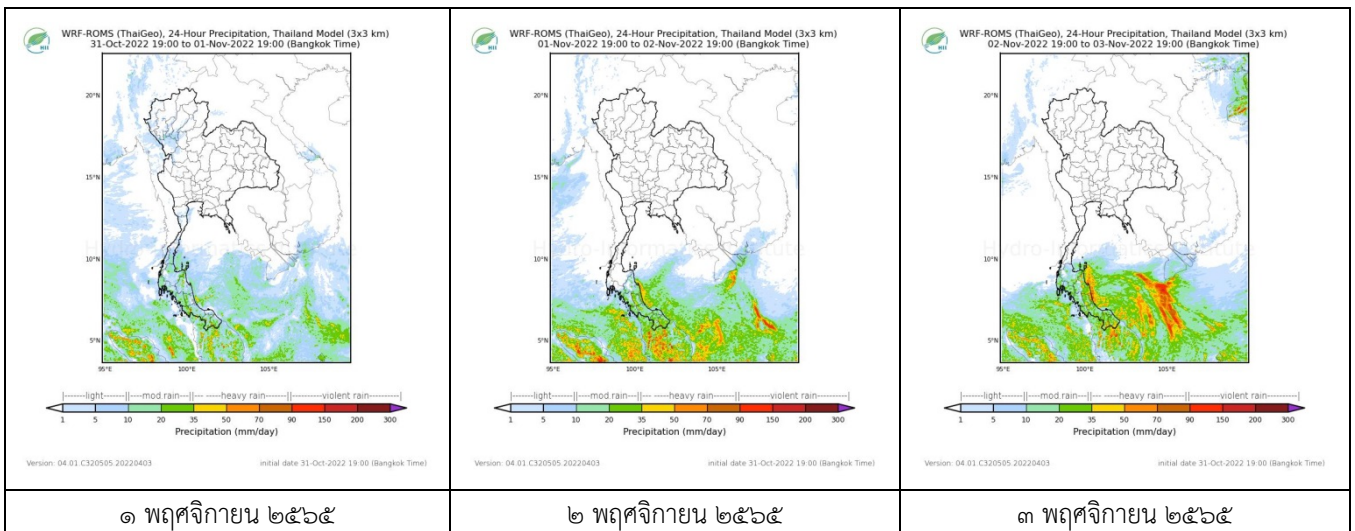 HII
WRF-ROMS (ThaiGeo), 24-Hour Precipitation, Thailand Model (3x3 km)
31-Oct-2022 19:00 to 01-Nov-2022 19:00 (Bangkok Time)
20°N
15°N
10°N
5°N
95°E 100°E 105°E
Hydro-Informatics Institute
|-------light------||---mod rain---||--- ----heavy rain------||------violent rain------|
1 5 10 20 35 50 70 90 150 200 300
Precipitation (mm/day)
Version: 04.01.C320505.20220403 initial date 31-Oct-2022 19:00 (Bangkok Time)
๑ พฤศจิกายน ๒๕๖๕
HII
WRF-ROMS (ThaiGeo), 24-Hour Precipitation, Thailand Model (3x3 km)
01-Nov-2022 19:00 to 02-Nov-2022 19:00 (Bangkok Time)
20°N
15°N
10°N
5°N
95°E 100°E 105°E
Hydro-Informatics Institute
|-------light------||---mod rain---||--- ----heavy rain------||------violent rain------|
1 5 10 20 35 50 70 90 150 200 300
Precipitation (mm/day)
Version: 04.01.C320505.20220403 initial date 31-Oct-2022 19:00 (Bangkok Time)
๒ พฤศจิกายน ๒๕๖๕
HII
WRF-ROMS (ThaiGeo), 24-Hour Precipitation, Thailand Model (3x3 km)
02-Nov-2022 19:00 to 03-Nov-2022 19:00 (Bangkok Time)
20°N
15°N
10°N
5°N
95°E 100°E 105°E
Hydro-Informatics Institute
|-------light------||---mod rain---||--- ----heavy rain------||------violent rain------|
1 5 10 20 35 50 70 90 150 200 300
Precipitation (mm/day)
Version: 04.01.C320505.20220403 initial date 31-Oct-2022 19:00 (Bangkok Time)
๓ พฤศจิกายน ๒๕๖๕